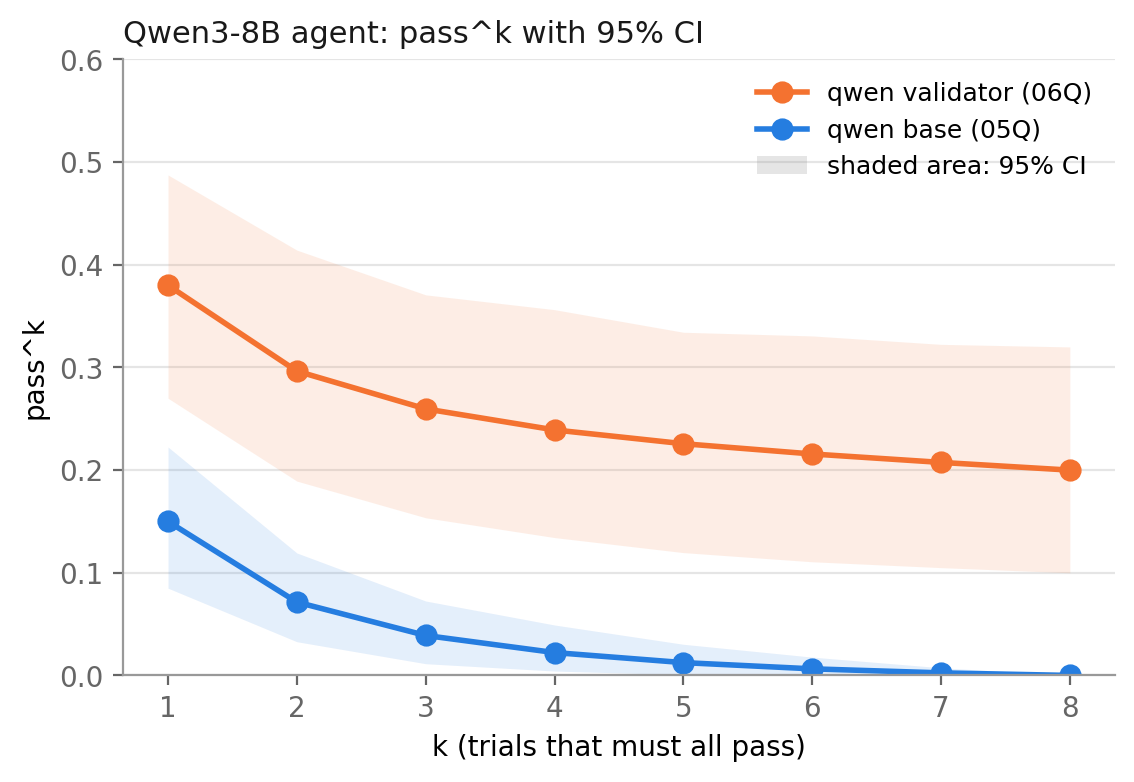 Qwen3-8B agent: pass^k with 95% CI
qwen validator (06Q)
qwen base (05Q)
shaded area: 95% CI
pass^k
0.6
0.5
0.4
0.3
0.2
0.1
0.0
1 2 3 4 5 6 7 8
k (trials that must all pass)